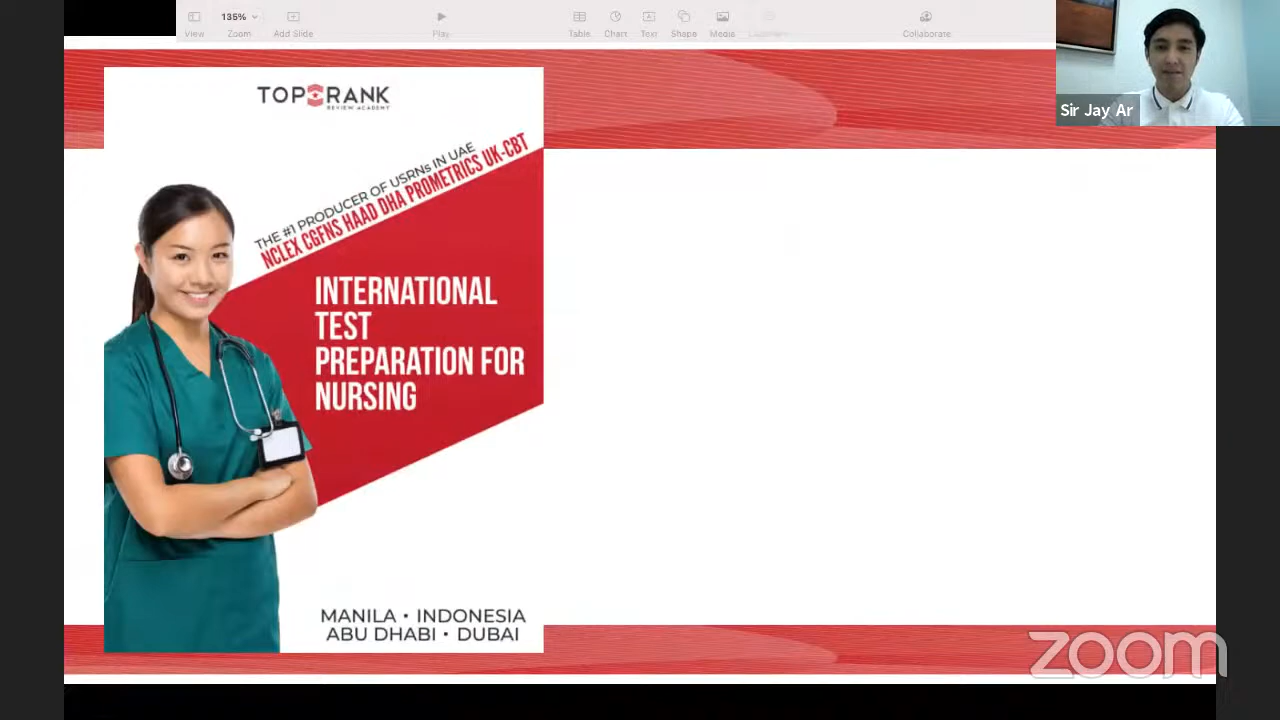 135%
View
Zoom
Add Slide
Play
Table
Chart
Text
Shape
Media
Collaborate
Sir Jay Ar
TOP RANK
REVIEW ACADEMY
THE #1 PRODUCER OF USRNs IN UAE
NCLEX CGFNS HAAD DHA PROMETRICS UK-CBT
INTERNATIONAL
TEST
PREPARATION FOR
NURSING
MANILA • INDONESIA
ABU DHABI • DUBAI
zoom